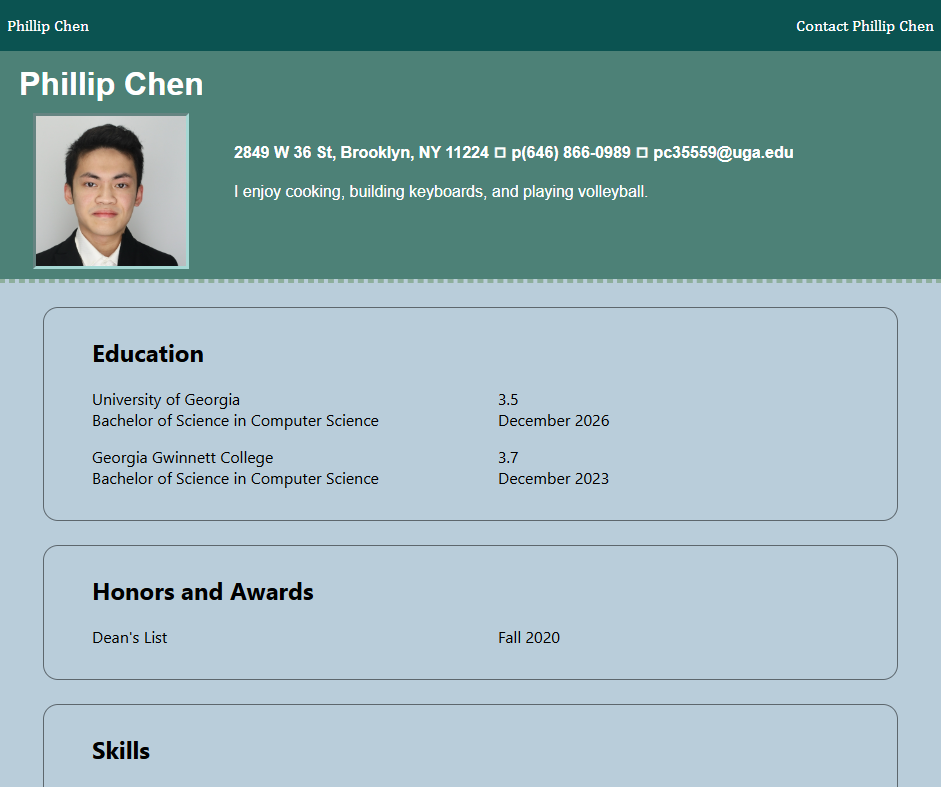 Phillip Chen
Contact Phillip Chen
Phillip Chen
2849 W 36 St, Brooklyn, NY 11224 □ p(646) 866-0989 □ pc35559@uga.edu
I enjoy cooking, building keyboards, and playing volleyball.
Education
University of Georgia 3.5
Bachelor of Science in Computer Science December 2026
Georgia Gwinnett College 3.7
Bachelor of Science in Computer Science December 2023
Honors and Awards
Dean's List Fall 2020
Skills